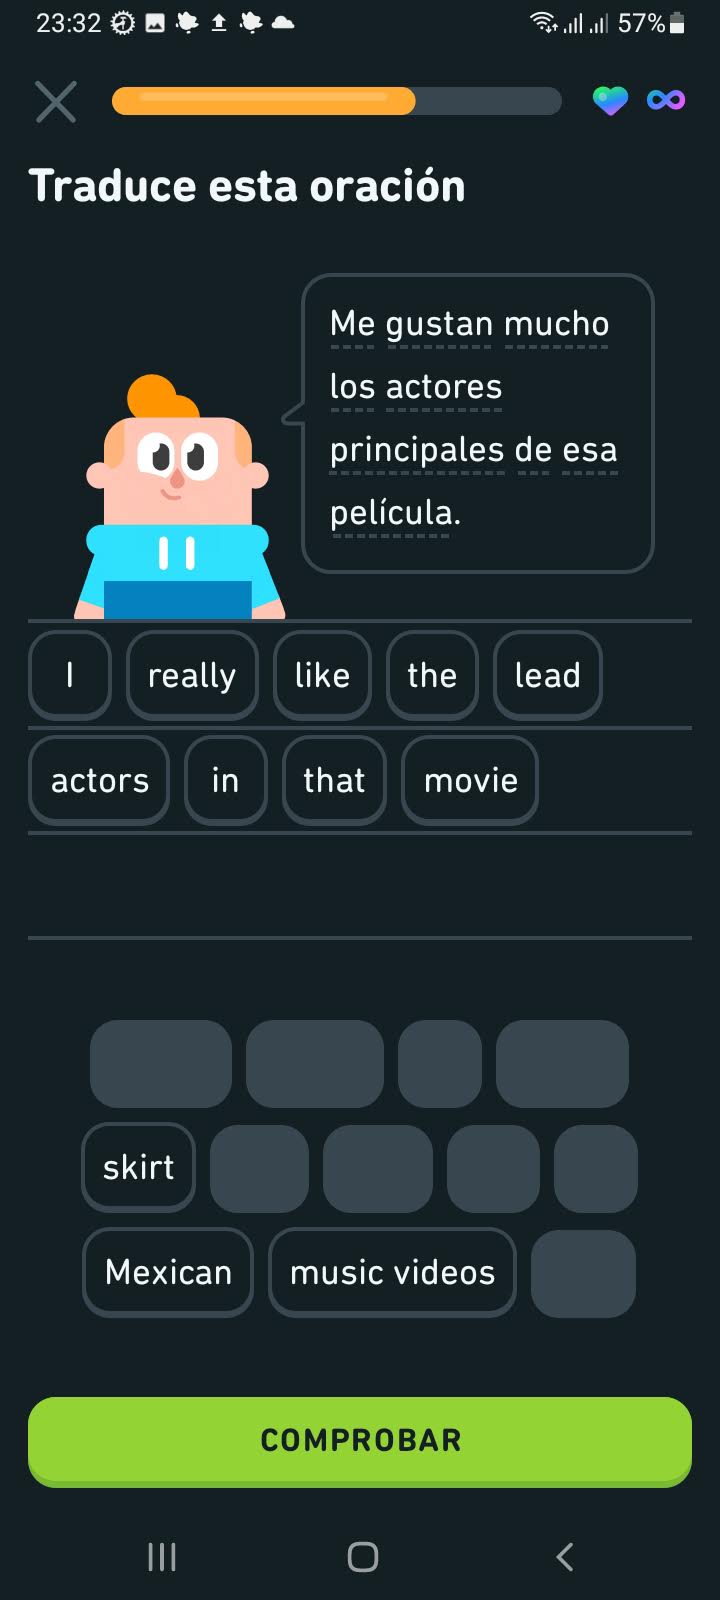 23:32 57%
Traduce esta oración
Me gustan mucho
los actores
principales de esa
película.
I really like the lead
actors in that movie
skirt
Mexican music videos
COMPROBAR